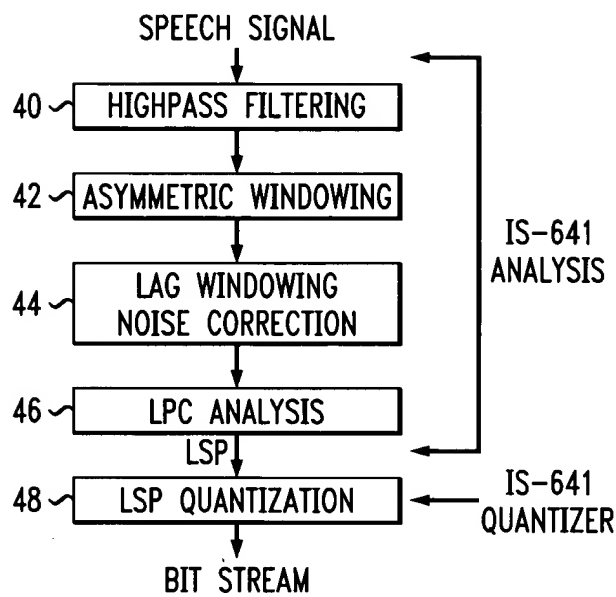 SPEECH SIGNAL
40
HIGHPASS FILTERING
42
ASYMMETRIC WINDOWING
IS-641
ANALYSIS
44
LAG WINDOWING
NOISE CORRECTION
46
LPC ANALYSIS
LSP
48
LSP QUANTIZATION
IS-641
QUANTIZER
BIT STREAM